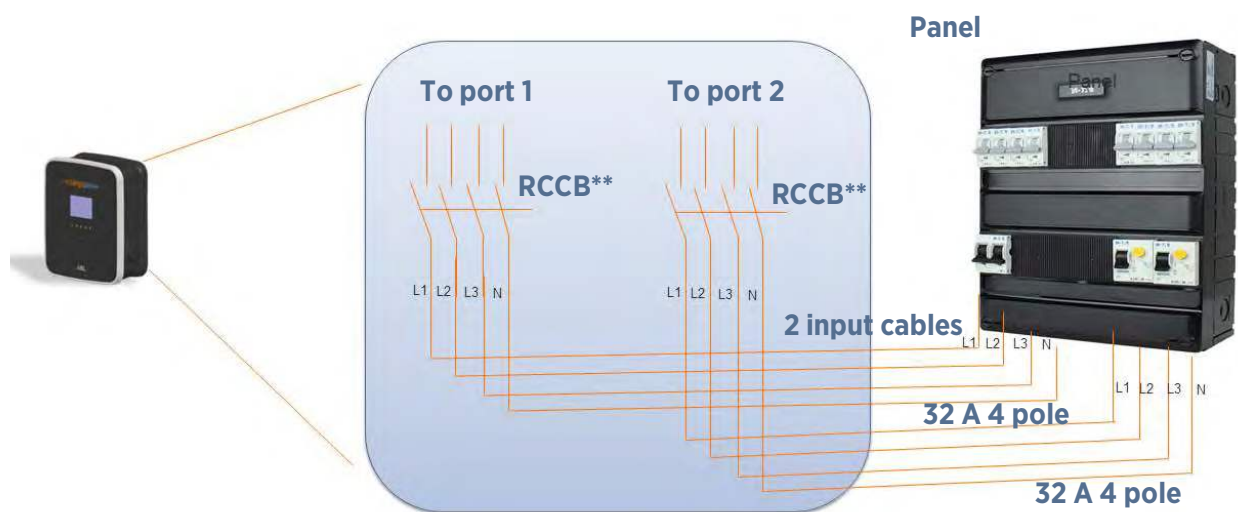 Panel
Panel
To port 1
To port 2
RCCB**
RCCB**
L1 L2 L3 N
L1 L2 L3 N
2 input cables
L1 L2 L3 N
L1 L2 L3 N
32 A 4 pole
32 A 4 pole